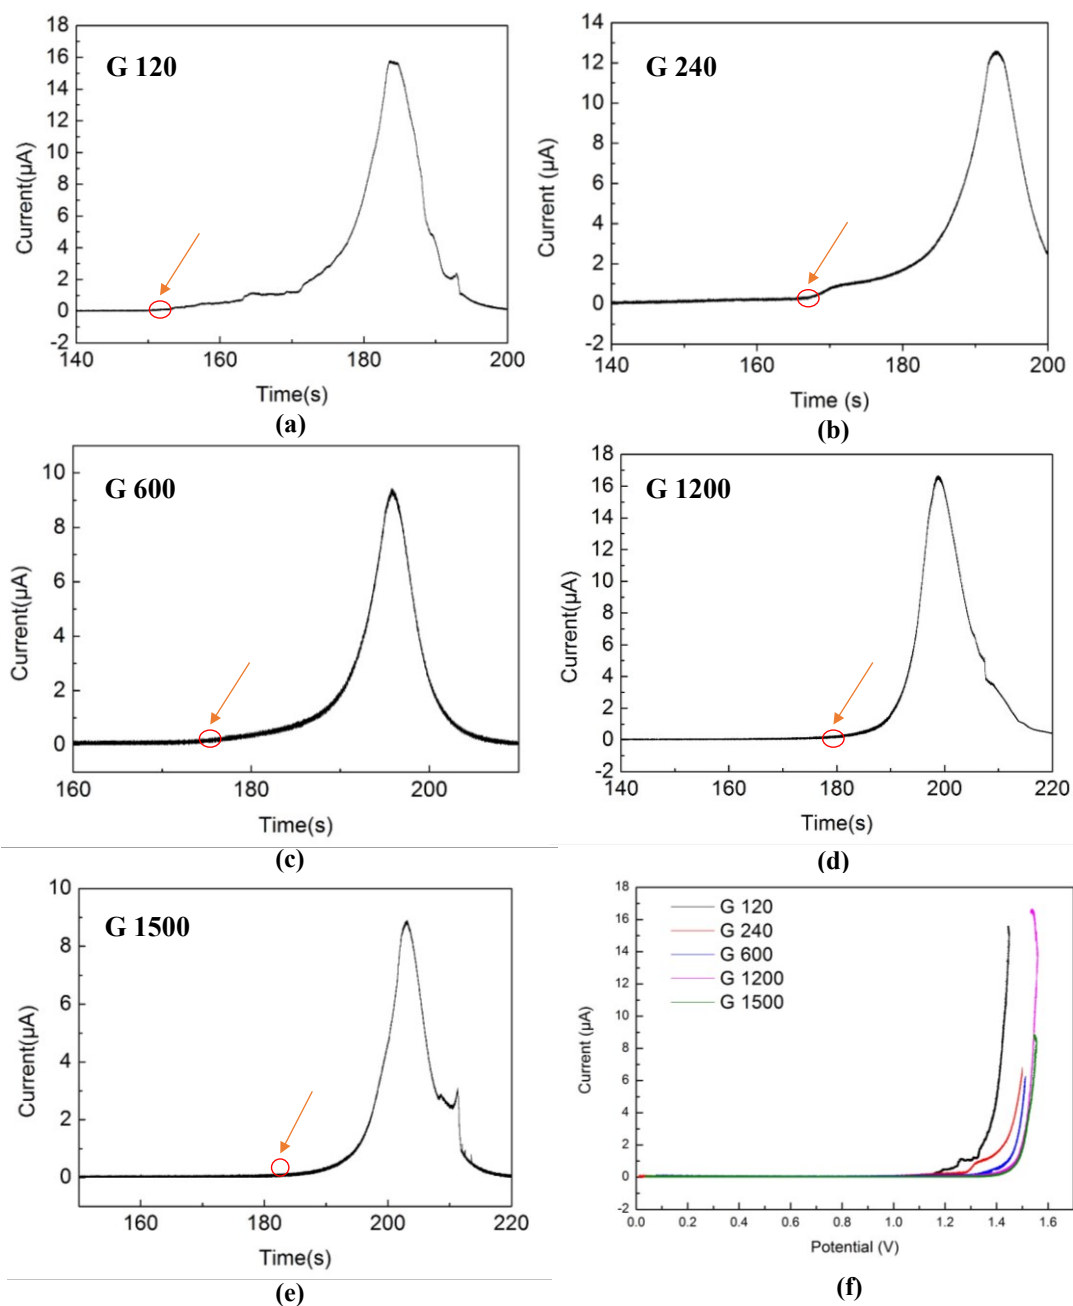 G 120
18
16
14
12
10
8
6
4
2
0
-2
Current(µA)
140
160
180
200
Time(s)
(a)
G 240
14
12
10
8
6
4
2
0
-2
Current (µA)
140
160
180
200
Time (s)
(b)
G 600
10
8
6
4
2
0
Current(µA)
160
180
200
Time(s)
(c)
G 1200
18
16
14
12
10
8
6
4
2
0
-2
Current(µA)
140
160
180
200
220
Time(s)
(d)
G 1500
10
8
6
4
2
0
Current(µA)
160
180
200
220
Time(s)
(e)
18
16
14
12
10
8
6
4
2
0
-2
Current (µA)
G 120
G 240
G 600
G 1200
G 1500
0.0
0.2
0.4
0.6
0.8
1.0
1.2
1.4
1.6
Potential (V)
(f)